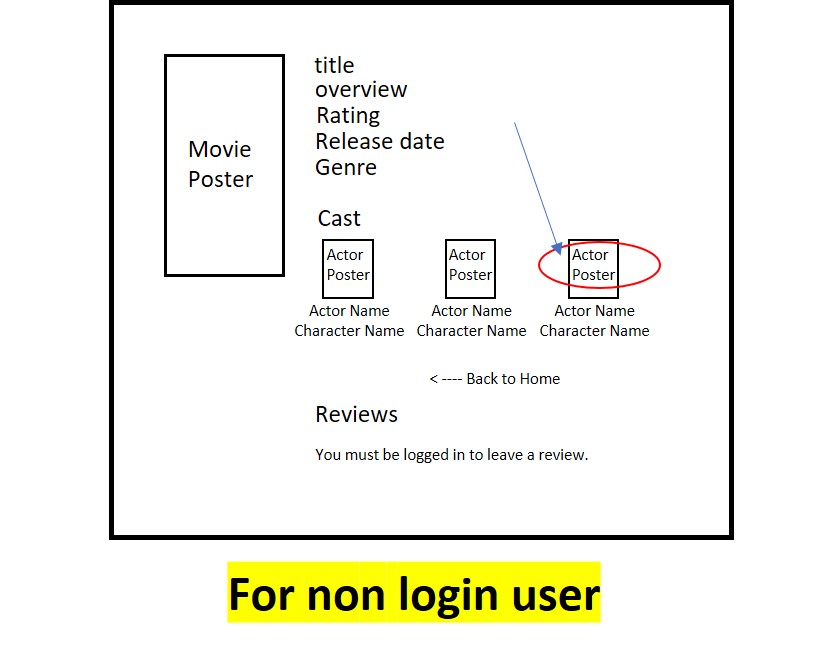 Movie
Poster
title
overview
Rating
Release date
Genre
Cast
Actor
Poster
Actor Name
Character Name
Actor
Poster
Actor Name
Character Name
Actor
Poster
Actor Name
Character Name
< ---- Back to Home
Reviews
You must be logged in to leave a review.
For non login user